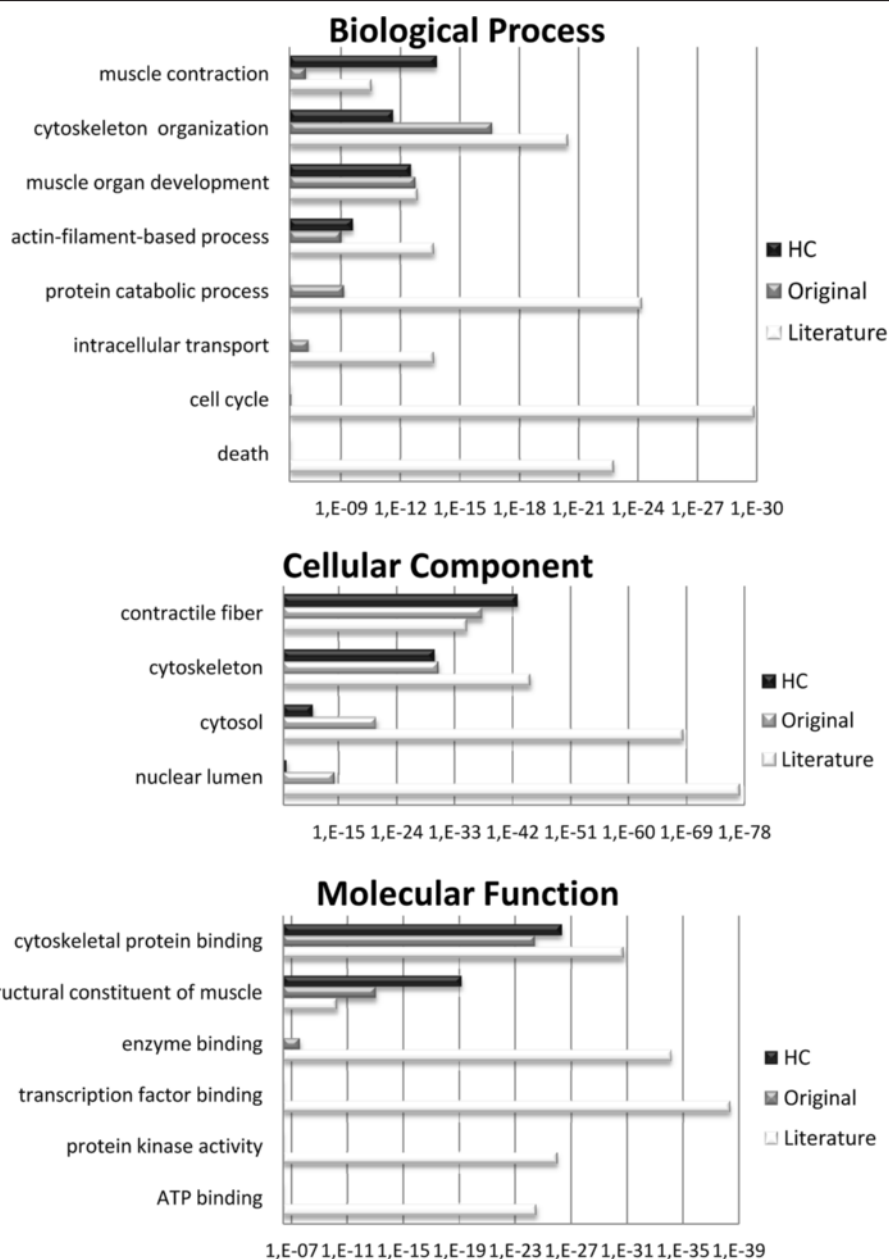 Biological Process
muscle contraction
cytoskeleton organization
muscle organ development
actin-filament-based process
protein catabolic process
intracellular transport
cell cycle
death
HC
Original
Literature
1,E-09 1,E-12 1,E-15 1,E-18 1,E-21 1,E-24 1,E-27 1,E-30
Cellular Component
contractile fiber
cytoskeleton
cytosol
nuclear lumen
HC
Original
Literature
1,E-15 1,E-24 1,E-33 1,E-42 1,E-51 1,E-60 1,E-69 1,E-78
Molecular Function
cytoskeletal protein binding
ructural constituent of muscle
enzyme binding
transcription factor binding
protein kinase activity
ATP binding
HC
Original
Literature
1,E-07 1,E-11 1,E-15 1,E-19 1,E-23 1,E-27 1,E-31 1,E-35 1,E-39